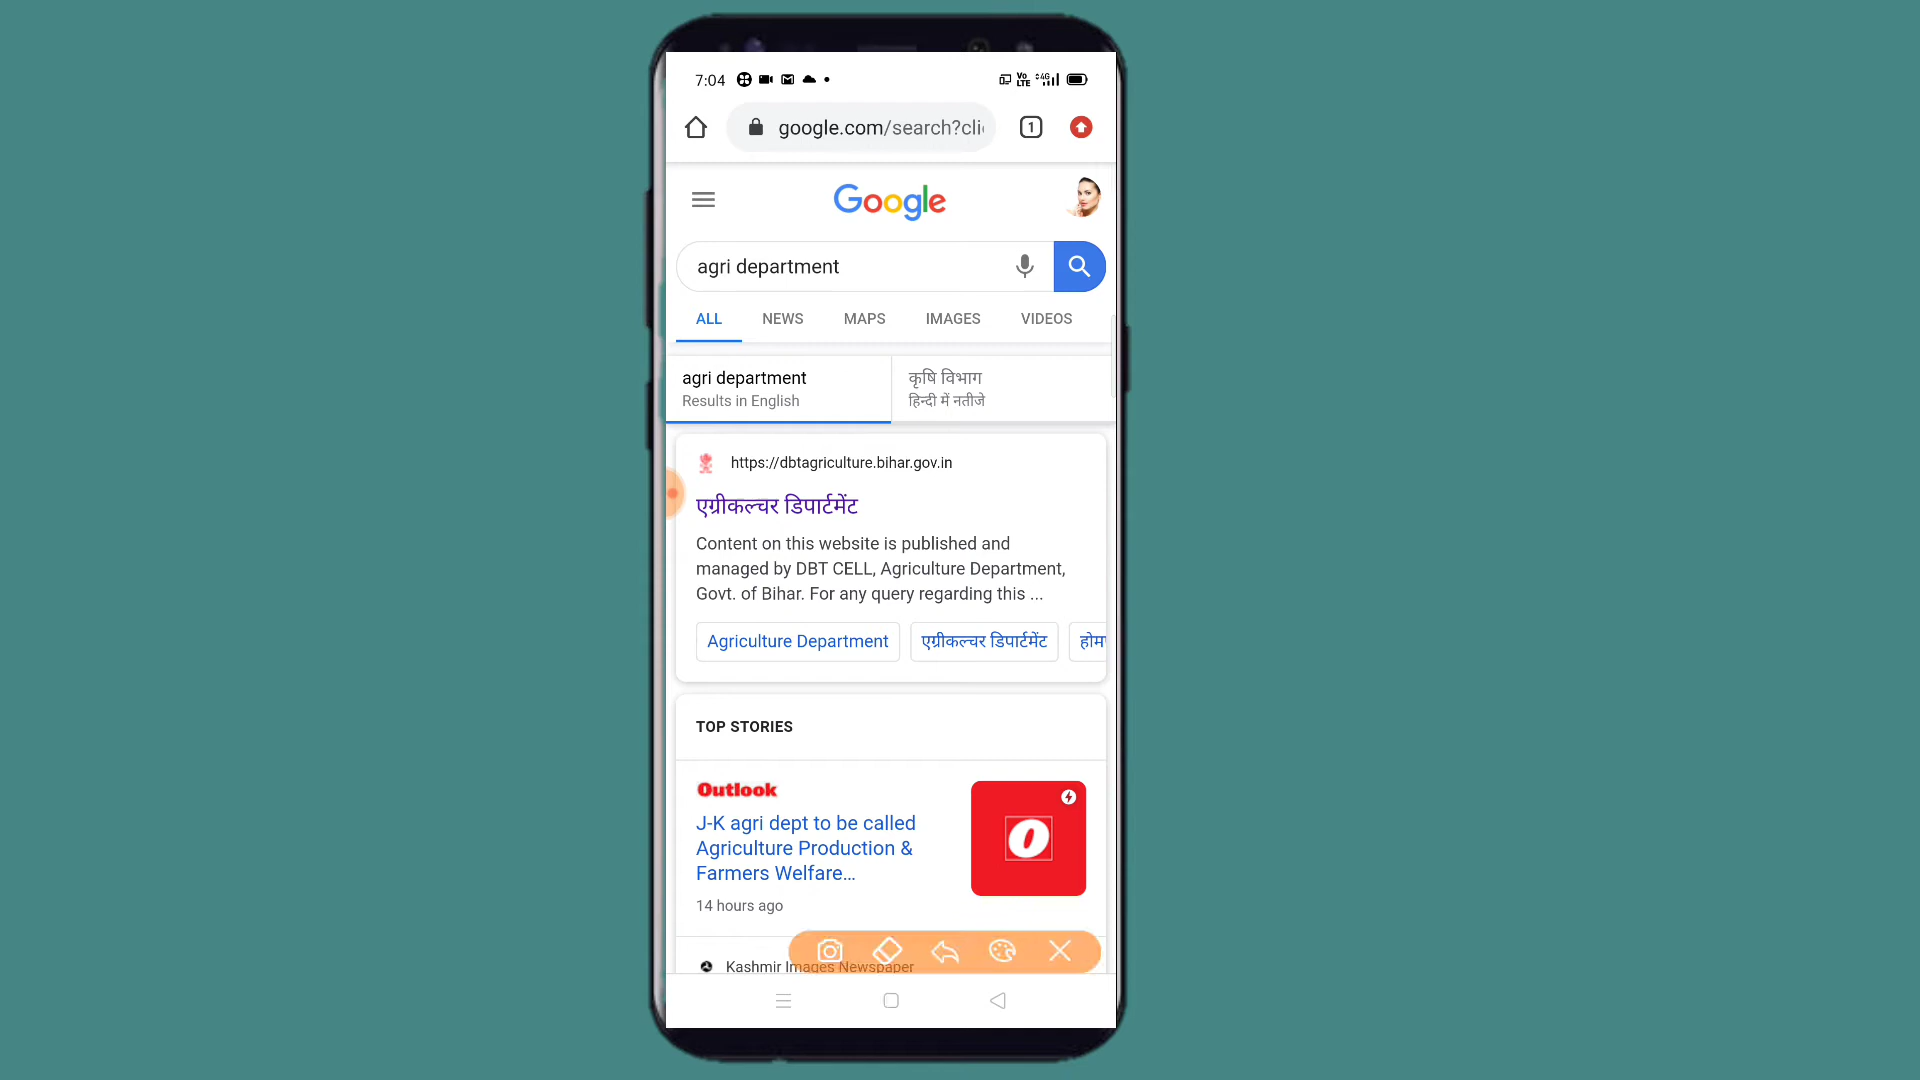 7:04
Vo LTE 4G
google.com/search?cli
1
Google
agri department
ALL NEWS MAPS IMAGES VIDEOS
agri department
Results in English
कृषि विभाग
हिन्दी में नतीजे
https://dbtagriculture.bihar.gov.in
एग्रीकल्चर डिपार्टमेंट
Content on this website is published and
managed by DBT CELL, Agriculture Department,
Govt. of Bihar. For any query regarding this ...
Agriculture Department एग्रीकल्चर डिपार्टमेंट
TOP STORIES
Outlook
J-K agri dept to be called
Agriculture Production &
Farmers Welfare...
14 hours ago
O
Kashmir Images Newspaper